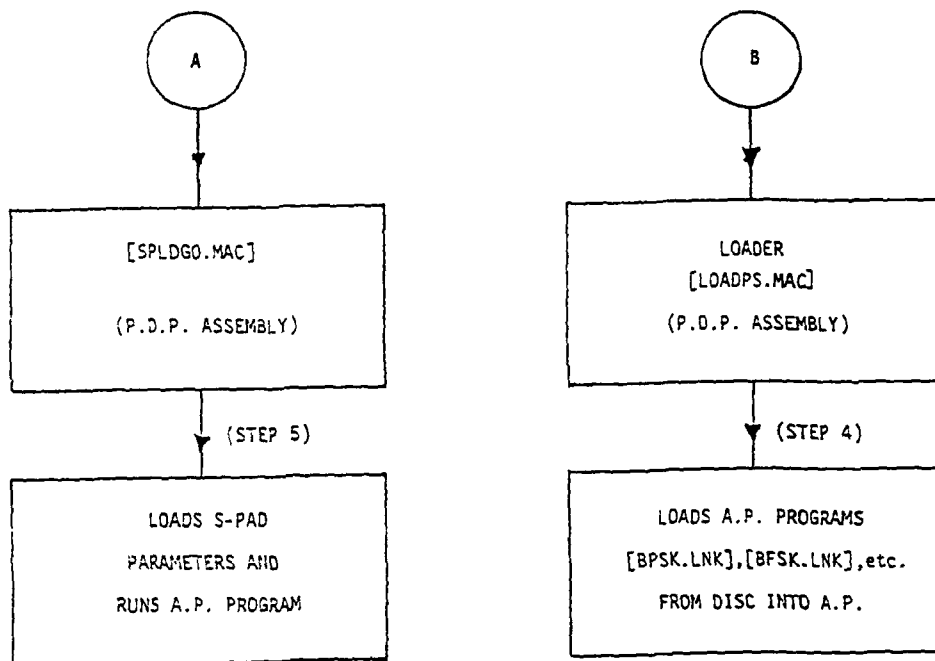 A
[SPLDGO.MAC]
(P.D.P. ASSEMBLY)
(STEP 5)
LOADS S-PAD
PARAMETERS AND
RUNS A.P. PROGRAM
B
LOADER
[LOADPS.MAC]
(P.D.P. ASSEMBLY)
(STEP 4)
LOADS A.P. PROGRAMS
[BPSK.LNK],[BFSK.LNK],etc.
FROM DISC INTO A.P.